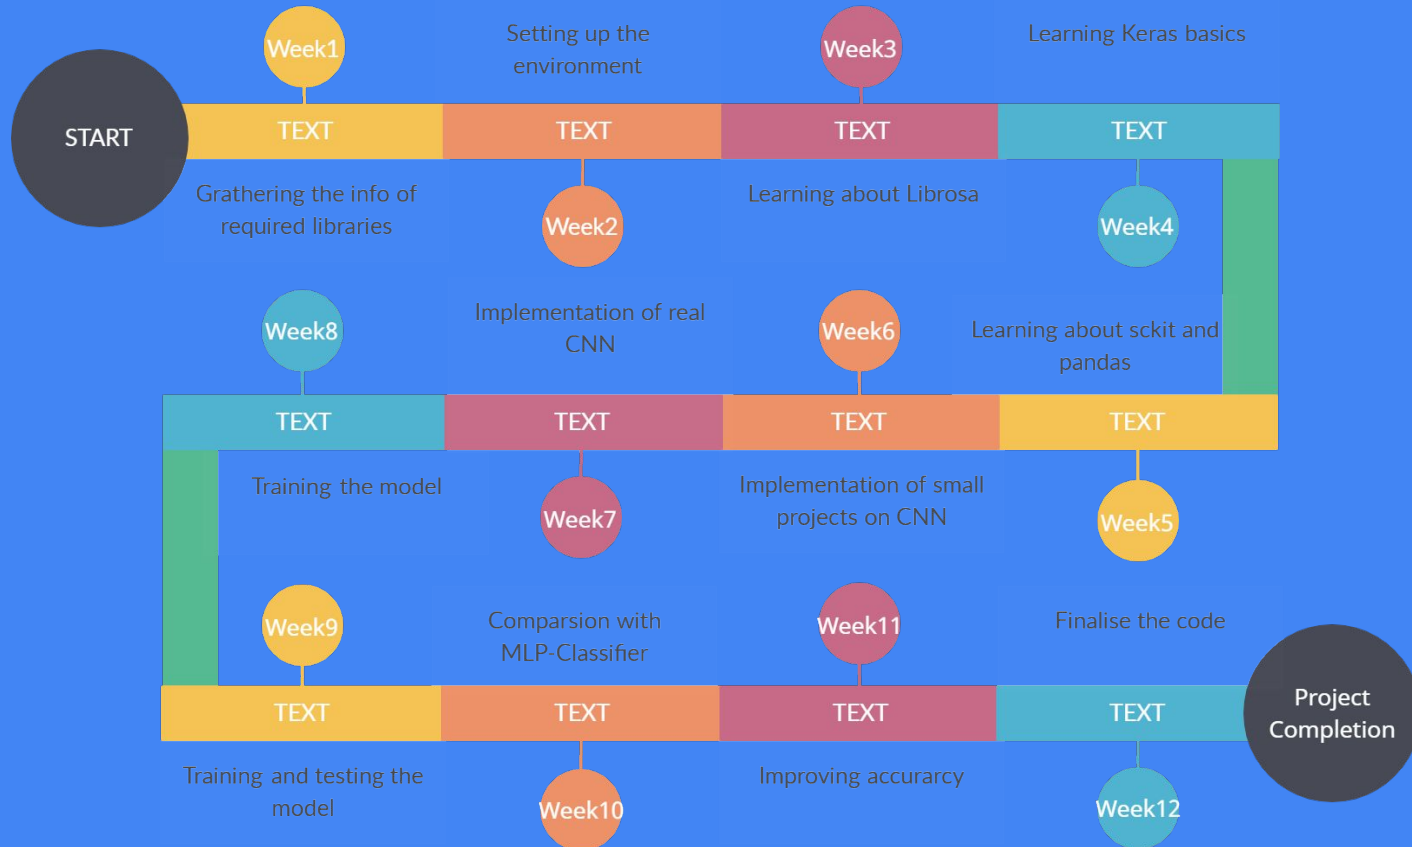 START
Week1
TEXT
Grathering the info of
required libraries
Setting up the
environment
TEXT
Week2
Week3
TEXT
Learning about Librosa
Learning Keras basics
TEXT
Week4
Learning about sckit and
pandas
TEXT
Week5
Week6
TEXT
Implementation of small
projects on CNN
Implementation of real
CNN
TEXT
Week7
Week8
TEXT
Training the model
Week9
TEXT
Training and testing the
model
Comparsion with
MLP-Classifier
TEXT
Week10
Week11
TEXT
Improving accurarcy
Finalise the code
TEXT
Week12
Project
Completion